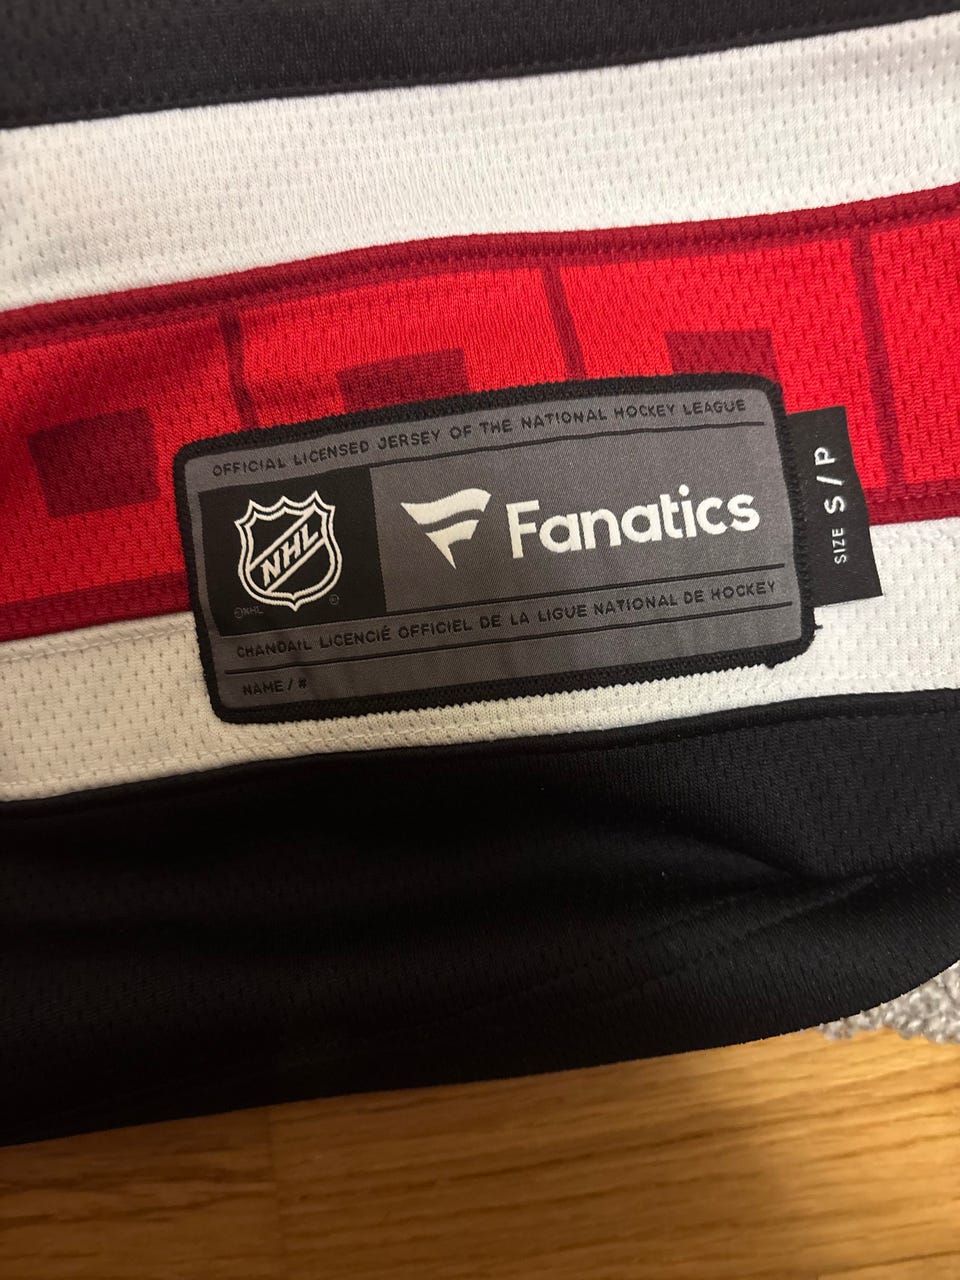 OFFICIAL LICENSED JERSEY OF THE NATIONAL HOCKEY LEAGUE
NHL
©NHL
®
Fanatics
CHANDAIL LICENCIÉ OFFICIEL DE LA LIGUE NATIONAL DE HOCKEY
NAME / #
SIZE S / P